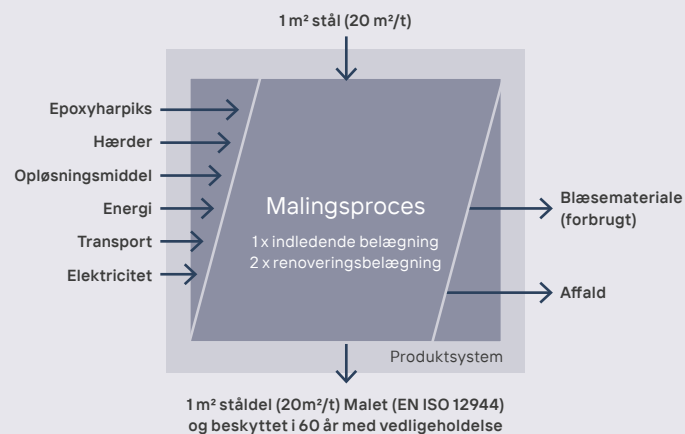 1 m² stål (20 m²/t)
Epoxyharpiks
Hærder
Opløsningsmiddel
Energi
Transport
Elektricitet
Malingsproces
1 x indledende belægning
2 x renoveringsbelægning
Blæsemateriale
(forbrugt)
Affald
Produktsystem
1 m² ståldel (20m²/t) Malet (EN ISO 12944)
og beskyttet i 60 år med vedligeholdelse